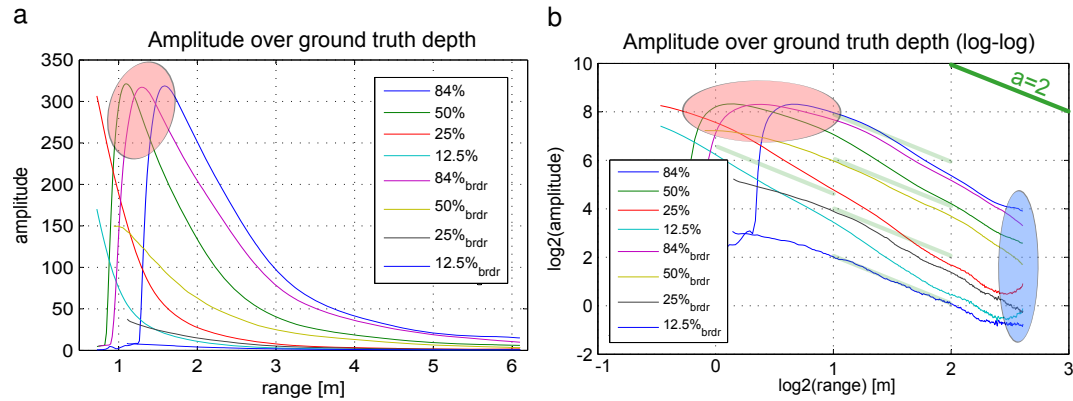 a
Amplitude over ground truth depth
350
300
250
200
150
100
50
0
amplitude
1 2 3 4 5 6
range [m]
84%
50%
25%
12.5%
84%brdr
50%brdr
25%brdr
12.5%brdr
b
Amplitude over ground truth depth (log-log)
10
8
6
4
2
0
-2
log2(amplitude)
-1 0 1 2 3
log2(range) [m]
a=2
84%
50%
25%
12.5%
84%brdr
50%brdr
25%brdr
12.5%brdr